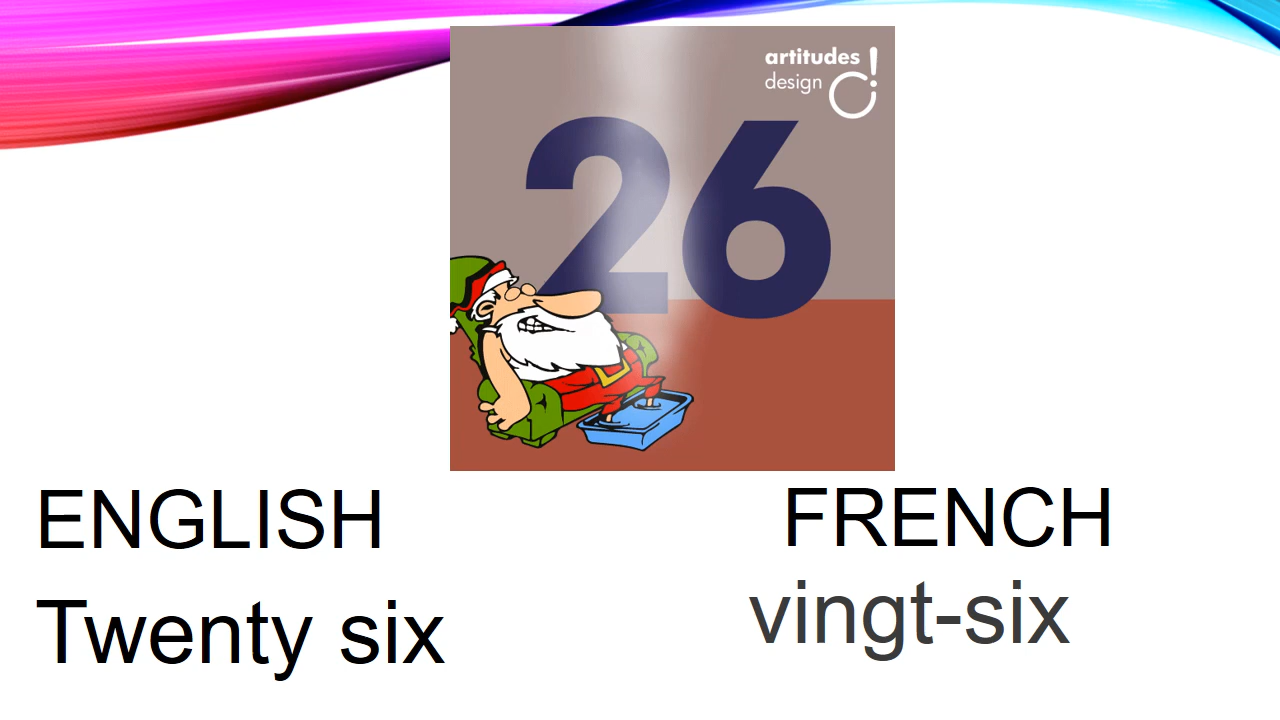 artitudes
design
26
ENGLISH
FRENCH
Twenty six
vingt-six